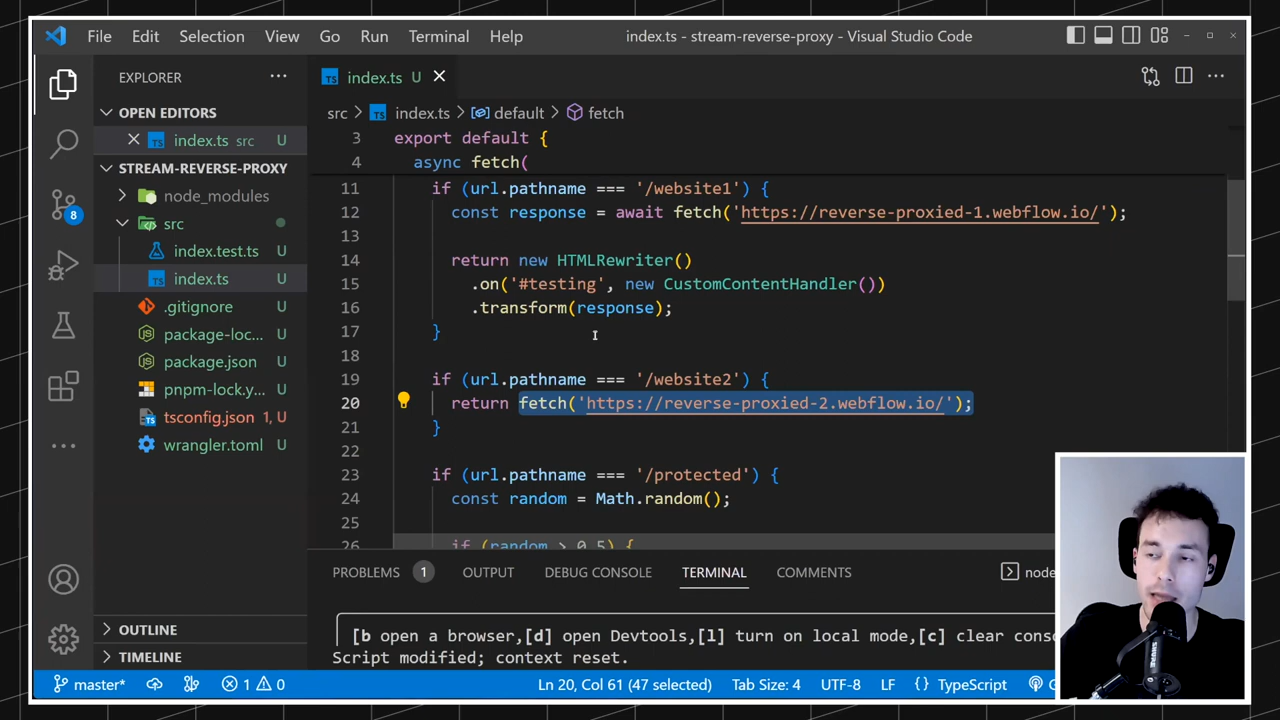 File Edit Selection View Go Run Terminal Help index.ts - stream-reverse-proxy - Visual Studio Code
EXPLORER
index.ts U
OPEN EDITORS
index.ts src U
STREAM-REVERSE-PROXY
node_modules
src
index.test.ts U
index.ts U
.gitignore U
package-loc... U
package.json U
pnpm-lock.y... U
tsconfig.json 1, U
wrangler.toml U
OUTLINE
TIMELINE
8
src > index.ts > default > fetch
3 export default {
4 async fetch(
11 if (url.pathname === '/website1') {
12 const response = await fetch('https://reverse-proxied-1.webflow.io/');
13
14 return new HTMLRewriter()
15 .on('#testing', new CustomContentHandler())
16 .transform(response);
17 }
18
19 if (url.pathname === '/website2') {
20 return fetch('https://reverse-proxied-2.webflow.io/');
21 }
22
23 if (url.pathname === '/protected') {
24 const random = Math.random();
25
26 if (random > 0.5) {
PROBLEMS 1 OUTPUT DEBUG CONSOLE TERMINAL COMMENTS node
[b open a browser,[d] open Devtools,[l] turn on local mode,[c] clear cons
Script modified; context reset.
master* 1 0 Ln 20, Col 61 (47 selected) Tab Size: 4 UTF-8 LF {} TypeScript